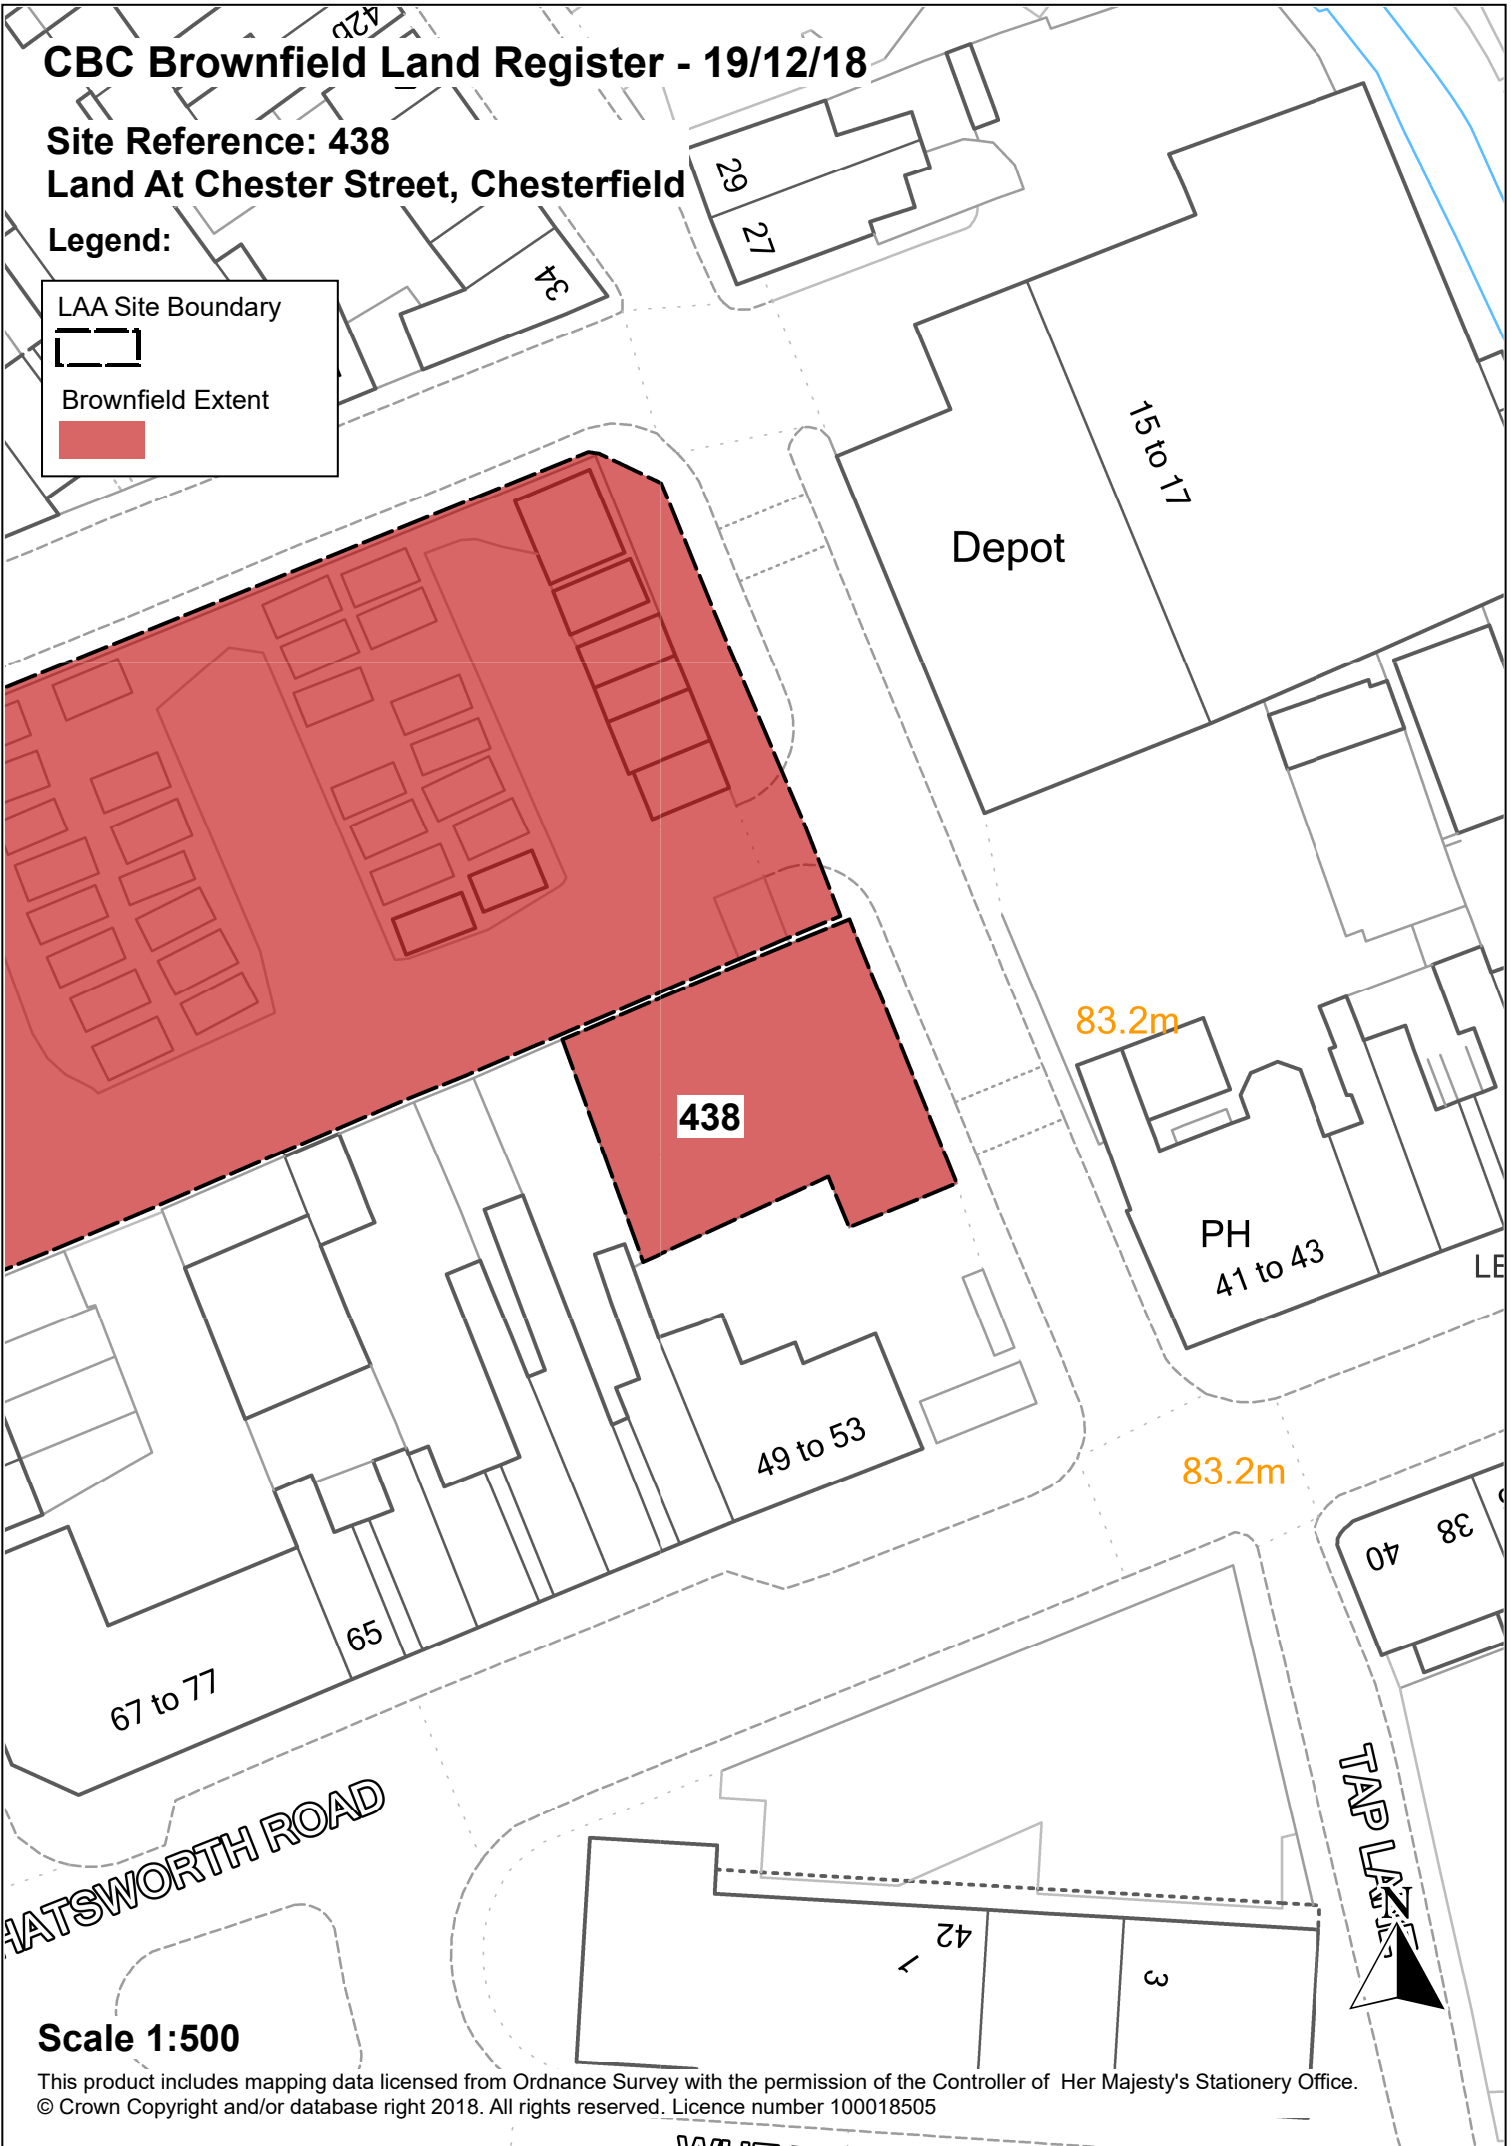 42b
CBC Brownfield Land Register - 19/12/18
Site Reference: 438
Land At Chester Street, Chesterfield
Legend:
LAA Site Boundary
Brownfield Extent
29
27
34
15 to 17
Depot
83.2m
438
PH
41 to 43
49 to 53
83.2m
40
38
65
67 to 77
HATSWORTH ROAD
TAP LANE
N
42
1
3
Scale 1:500
This product includes mapping data licensed from Ordnance Survey with the permission of the Controller of Her Majesty's Stationery Office.
© Crown Copyright and/or database right 2018. All rights reserved. Licence number 100018505